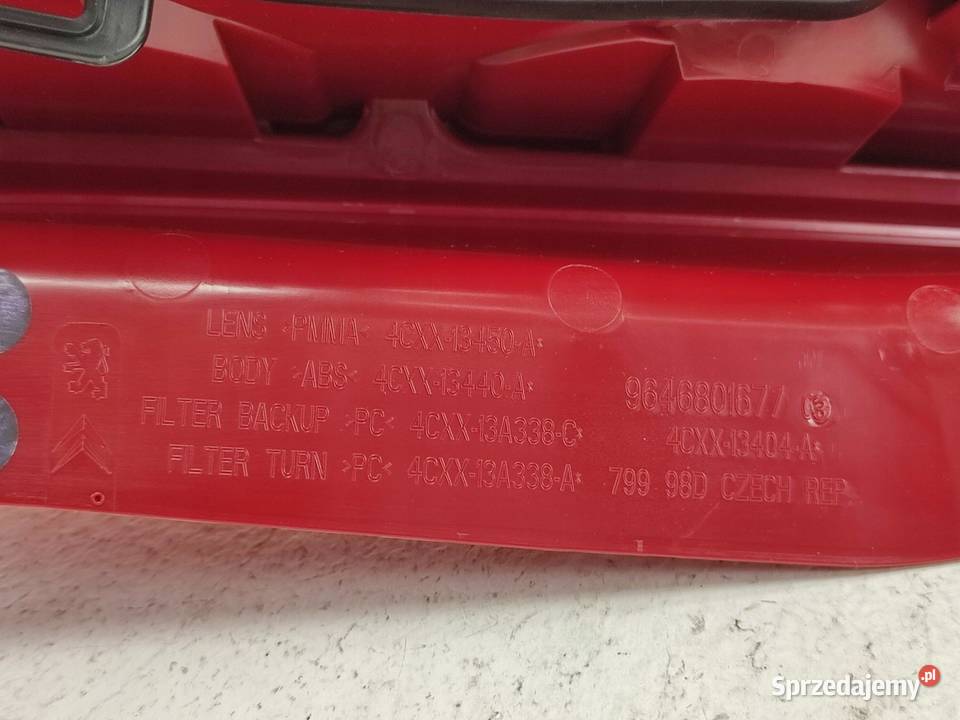 LENS >PMMA< 4CXX-13450-A*
BODY >ABS< 4CXX-13440-A*
FILTER BACKUP >PC< 4CXX-13A338-C*
FILTER TURN >PC< 4CXX-13A338-A*
9646801677 13
4CXX-13404-A*
799 98D CZECH REP.
Sprzedajemy.pl